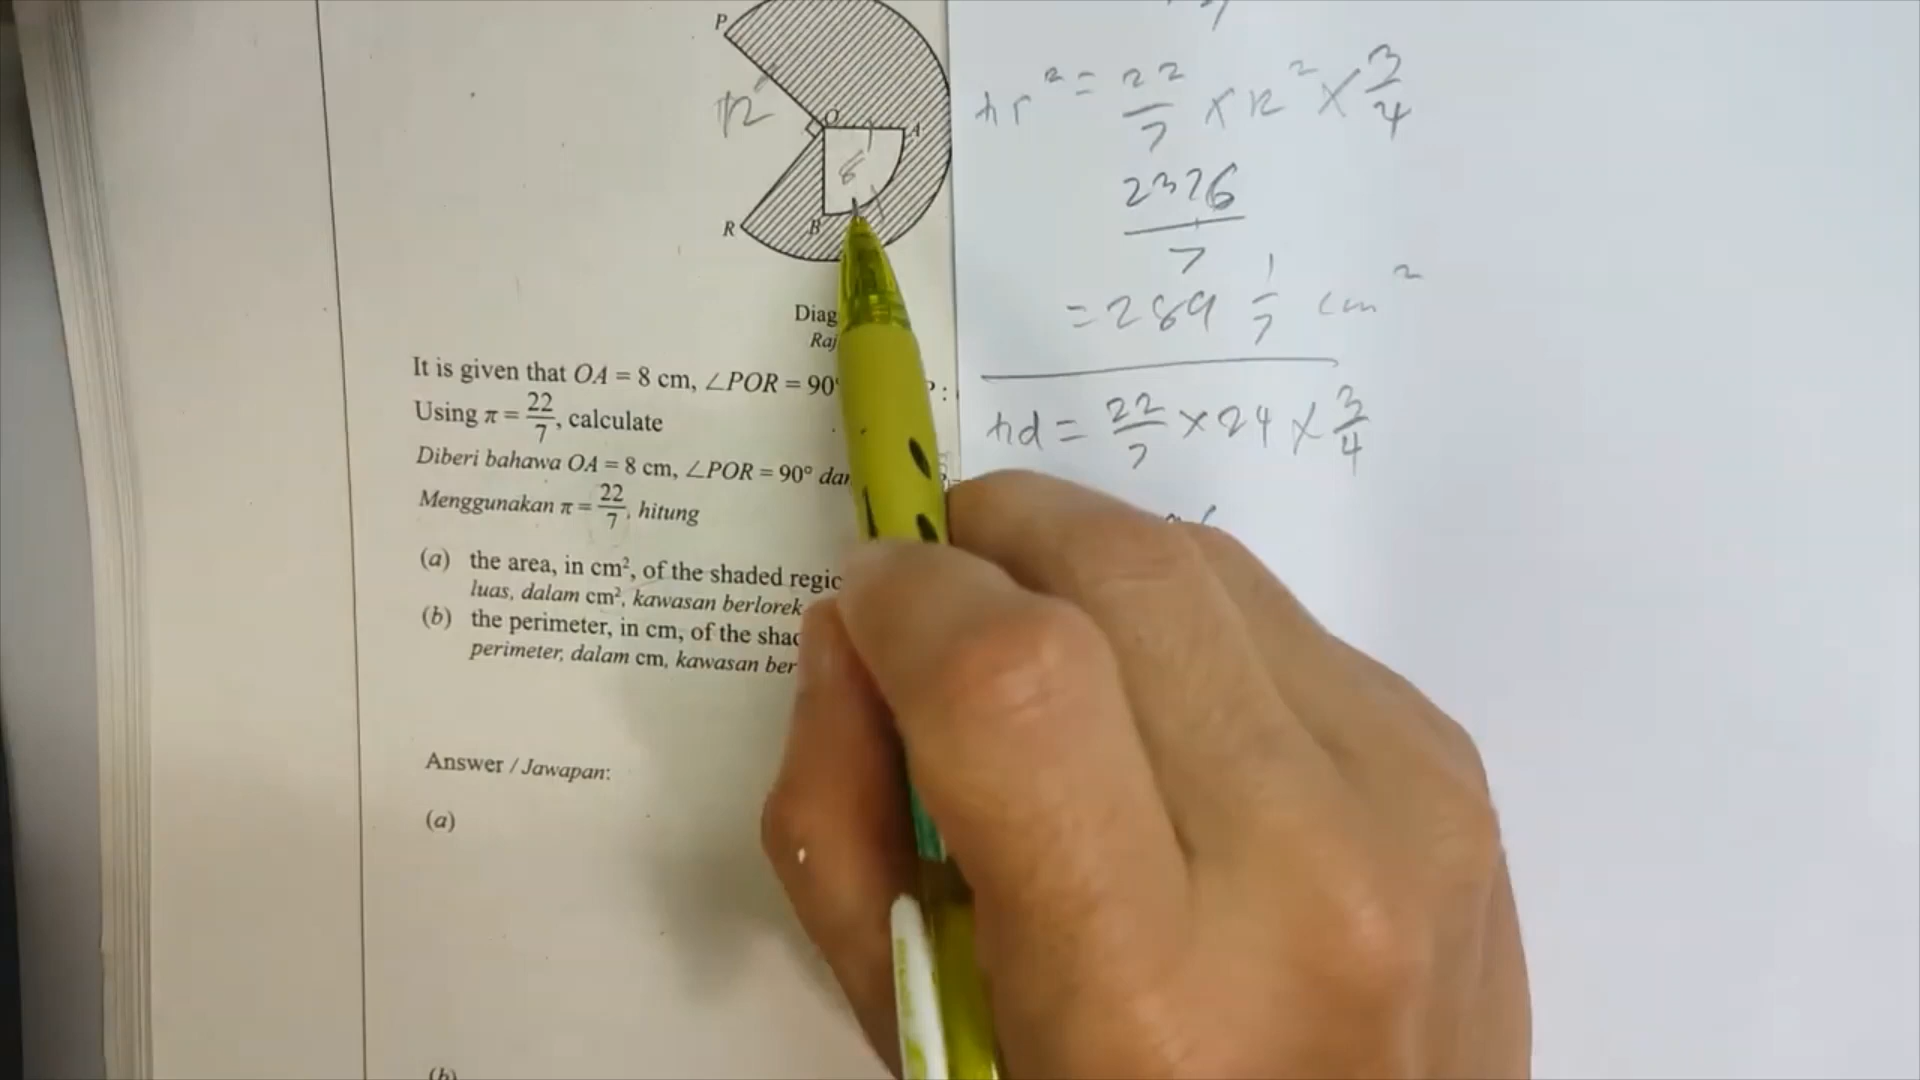 P
12
O
A
8
B
R
Diag
Raj
It is given that OA = 8 cm, ∠POR = 90°
Using π = 22/7, calculate
Diberi bahawa OA = 8 cm, ∠POR = 90° dan
Menggunakan π = 22/7, hitung
(a) the area, in cm², of the shaded regic
luas, dalam cm², kawasan berlorek
(b) the perimeter, in cm, of the shad
perimeter, dalam cm, kawasan ber
Answer / Jawapan:
(a)
(b)
πr² = 22/7 × 12² × 3/4
2376/7
= 289 1/7 cm²
πd = 22/7 × 24 × 3/4